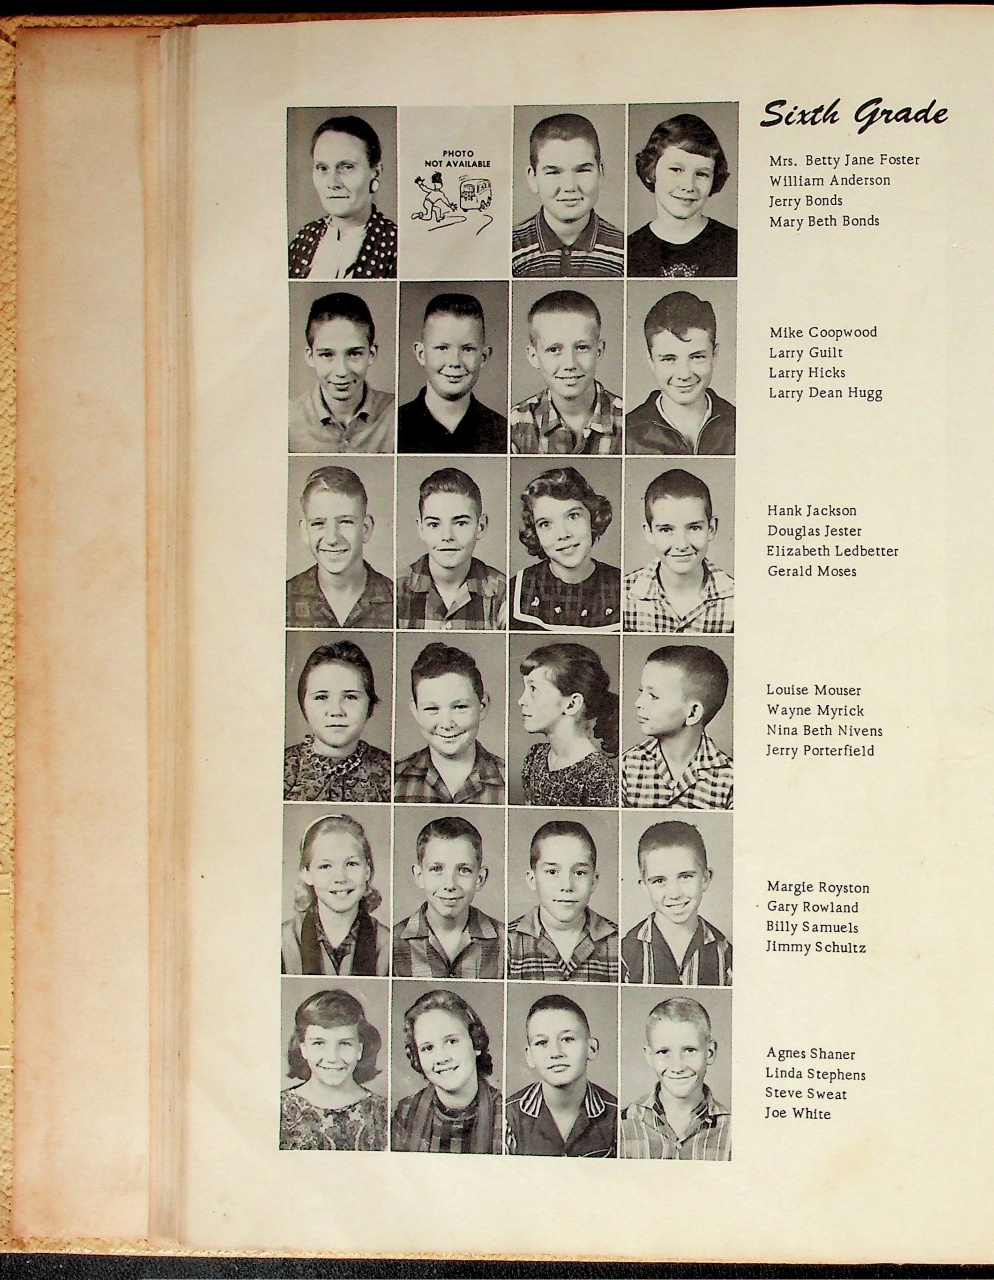 Sixth Grade
PHOTO
NOT AVAILABLE
Mrs. Betty Jane Foster
William Anderson
Jerry Bonds
Mary Beth Bonds
Mike Coopwood
Larry Guilt
Larry Hicks
Larry Dean Hugg
Hank Jackson
Douglas Jester
Elizabeth Ledbetter
Gerald Moses
Louise Mouser
Wayne Myrick
Nina Beth Nivens
Jerry Porterfield
Margie Royston
Gary Rowland
Billy Samuels
Jimmy Schultz
Agnes Shaner
Linda Stephens
Steve Sweat
Joe White